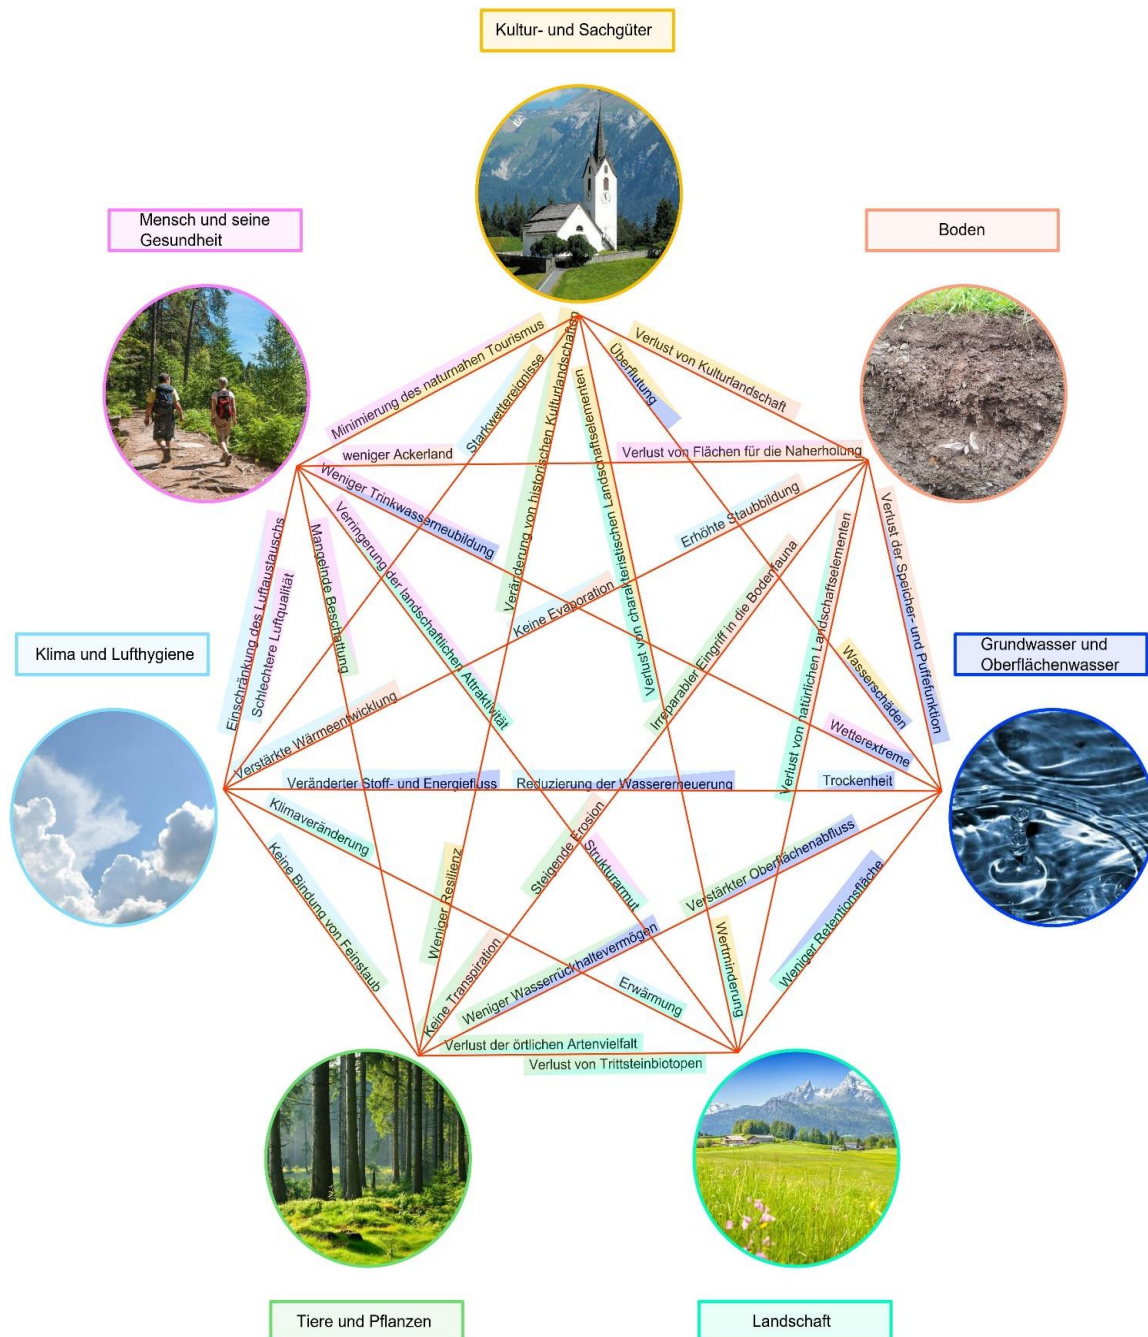 Kultur- und Sachgüter
Mensch und seine
Gesundheit
Boden
Minimierung des naturnahen Tourismus
Starkwettereignisse
Veränderung von historischen Kulturlandschaften
Verlust von charakteristischen Landschaftselementen
Überflutung
Verlust von Kulturlandschaft
weniger Ackerland
Verlust von Flächen für die Naherholung
Weniger Trinkwasserneubildung
Verringerung der landschaftlichen Attraktivität
Mangelnde Beschattung
Einschränkung des Luftaustauschs
Schlechtere Luftqualität
Erhöhte Staubbildung
Keine Evaporation
Irreparabler Eingriff in die Bodenfauna
Verlust von natürlichen Landschaftselementen
Verlust der Speicher- und Puffefunktion
Klima und Lufthygiene
Grundwasser und
Oberflächenwasser
Wasserschäden
Wetterextreme
Verstärkte Wärmeentwicklung
Veränderter Stoff- und Energiefluss
Reduzierung der Wassererneuerung
Trockenheit
Klimaveränderung
Keine Bindung von Feinstaub
Weniger Resilienz
Steigende Erosion
Strukturarmut
Verstärkter Oberflächenabfluss
Weniger Retentionsfläche
Keine Transpiration
Weniger Wasserrückhaltevermögen
Erwärmung
Wertminderung
Verlust der örtlichen Artenvielfalt
Verlust von Trittsteinbiotopen
Tiere und Pflanzen
Landschaft